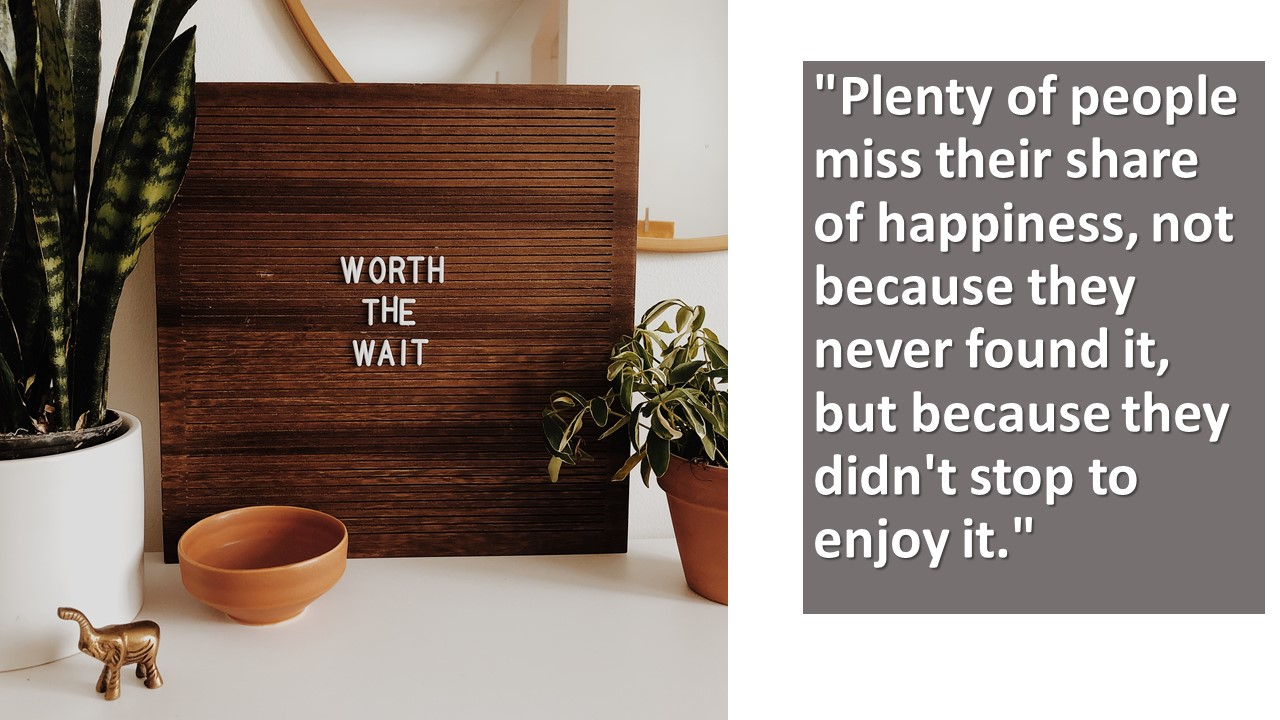 WORTH
THE
WAIT
"Plenty of people
miss their share
of happiness, not
because they
never found it,
but because they
didn't stop to
enjoy it."